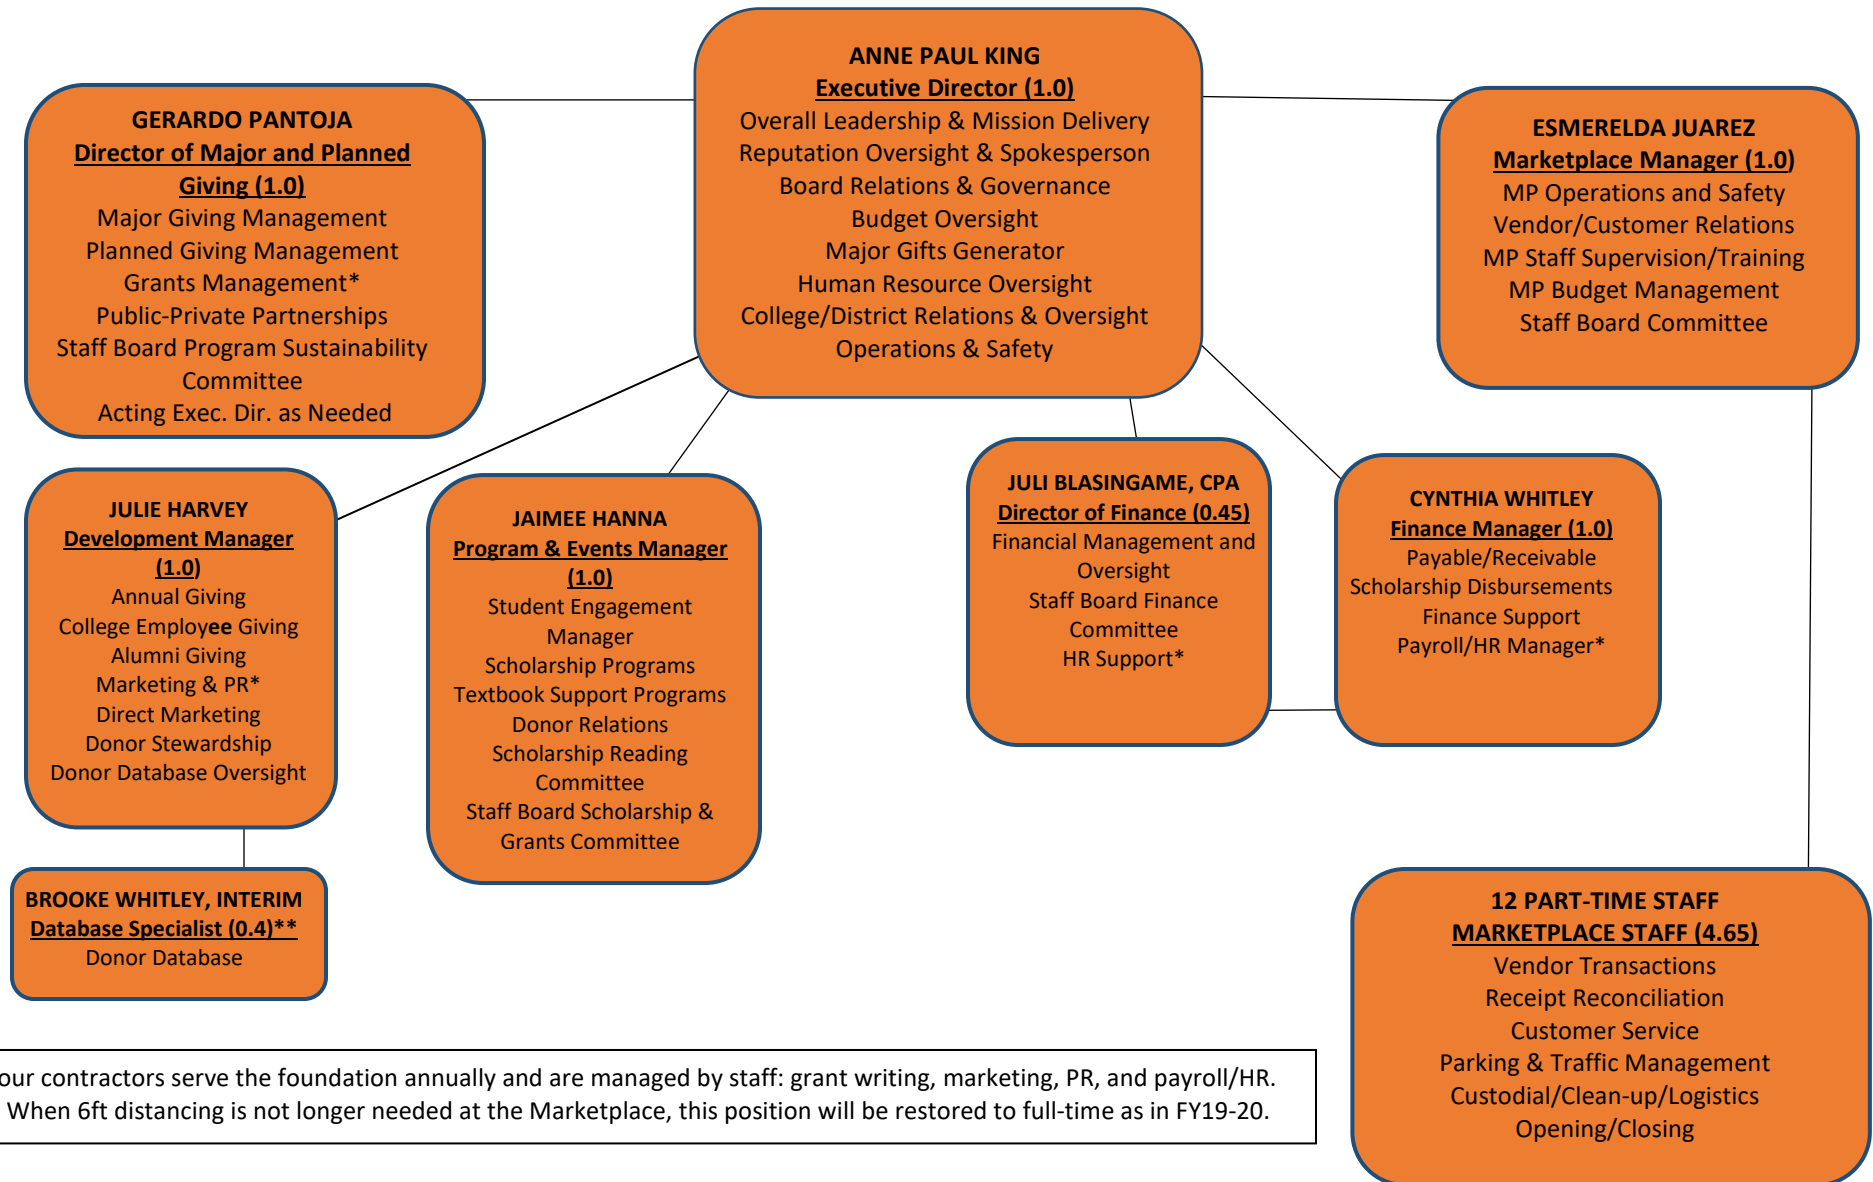 ANNE PAUL KING
Executive Director (1.0)
Overall Leadership & Mission Delivery
Reputation Oversight & Spokesperson
Board Relations & Governance
Budget Oversight
Major Gifts Generator
Human Resource Oversight
College/District Relations & Oversight
Operations & Safety
GERARDO PANTOJA
Director of Major and Planned
Giving (1.0)
Major Giving Management
Planned Giving Management
Grants Management*
Public-Private Partnerships
Staff Board Program Sustainability
Committee
Acting Exec. Dir. as Needed
ESMERELDA JUAREZ
Marketplace Manager (1.0)
MP Operations and Safety
Vendor/Customer Relations
MP Staff Supervision/Training
MP Budget Management
Staff Board Committee
JULIE HARVEY
Development Manager
(1.0)
Annual Giving
College Employee Giving
Alumni Giving
Marketing & PR*
Direct Marketing
Donor Stewardship
Donor Database Oversight
JAIMEE HANNA
Program & Events Manager
(1.0)
Student Engagement
Manager
Scholarship Programs
Textbook Support Programs
Donor Relations
Scholarship Reading
Committee
Staff Board Scholarship &
Grants Committee
JULI BLASINGAME, CPA
Director of Finance (0.45)
Financial Management and
Oversight
Staff Board Finance
Committee
HR Support*
CYNTHIA WHITLEY
Finance Manager (1.0)
Payable/Receivable
Scholarship Disbursements
Finance Support
Payroll/HR Manager*
BROOKE WHITLEY, INTERIM
Database Specialist (0.4)**
Donor Database
12 PART-TIME STAFF
MARKETPLACE STAFF (4.65)
Vendor Transactions
Receipt Reconciliation
Customer Service
Parking & Traffic Management
Custodial/Clean-up/Logistics
Opening/Closing
our contractors serve the foundation annually and are managed by staff: grant writing, marketing, PR, and payroll/HR.
When 6ft distancing is not longer needed at the Marketplace, this position will be restored to full-time as in FY19-20.